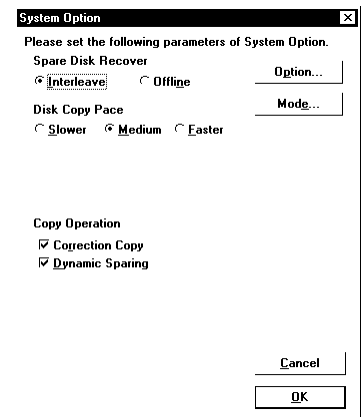 System Option
Please set the following parameters of System Option.
Spare Disk Recover
Interleave Offline
Option...
Disk Copy Pace
Mode...
Slower Medium Faster
Copy Operation
Correction Copy
Dynamic Sparing
Cancel
OK